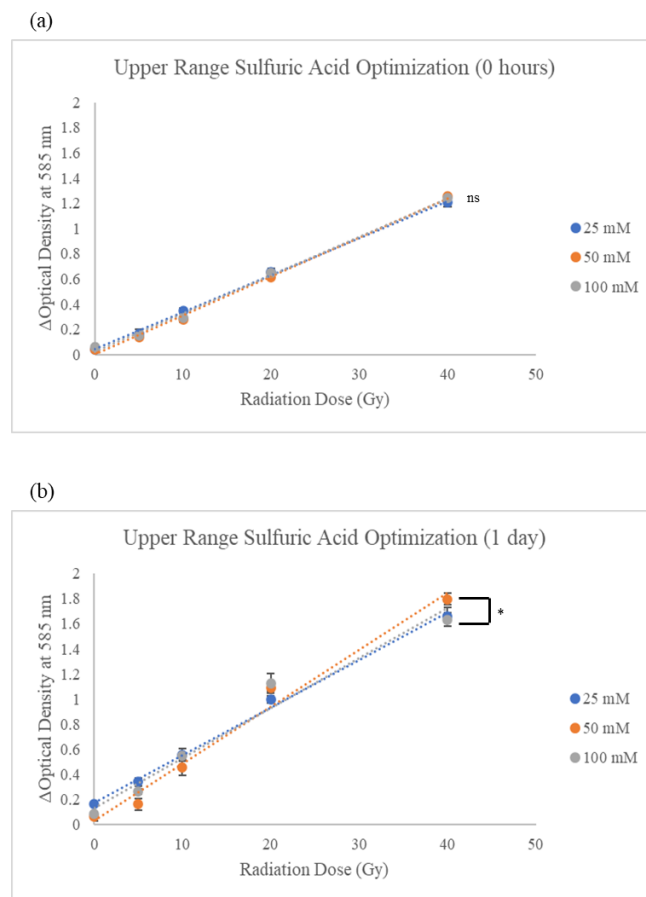 (a)
Upper Range Sulfuric Acid Optimization (0 hours)
ΔOptical Density at 585 nm
2
1.8
1.6
1.4
1.2
1
0.8
0.6
0.4
0.2
0
0
10
20
30
40
50
Radiation Dose (Gy)
ns
25 mM
50 mM
100 mM
(b)
Upper Range Sulfuric Acid Optimization (1 day)
ΔOptical Density at 585 nm
2
1.8
1.6
1.4
1.2
1
0.8
0.6
0.4
0.2
0
0
10
20
30
40
50
Radiation Dose (Gy)
*
25 mM
50 mM
100 mM